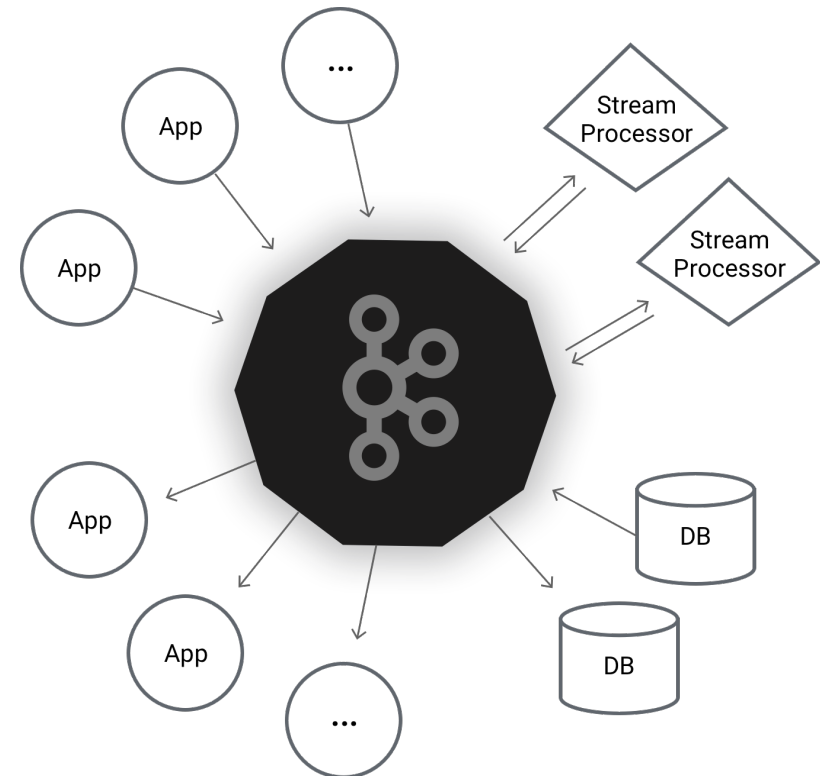 ...
App
Stream
Processor
App
Stream
Processor
App
DB
App
DB
...